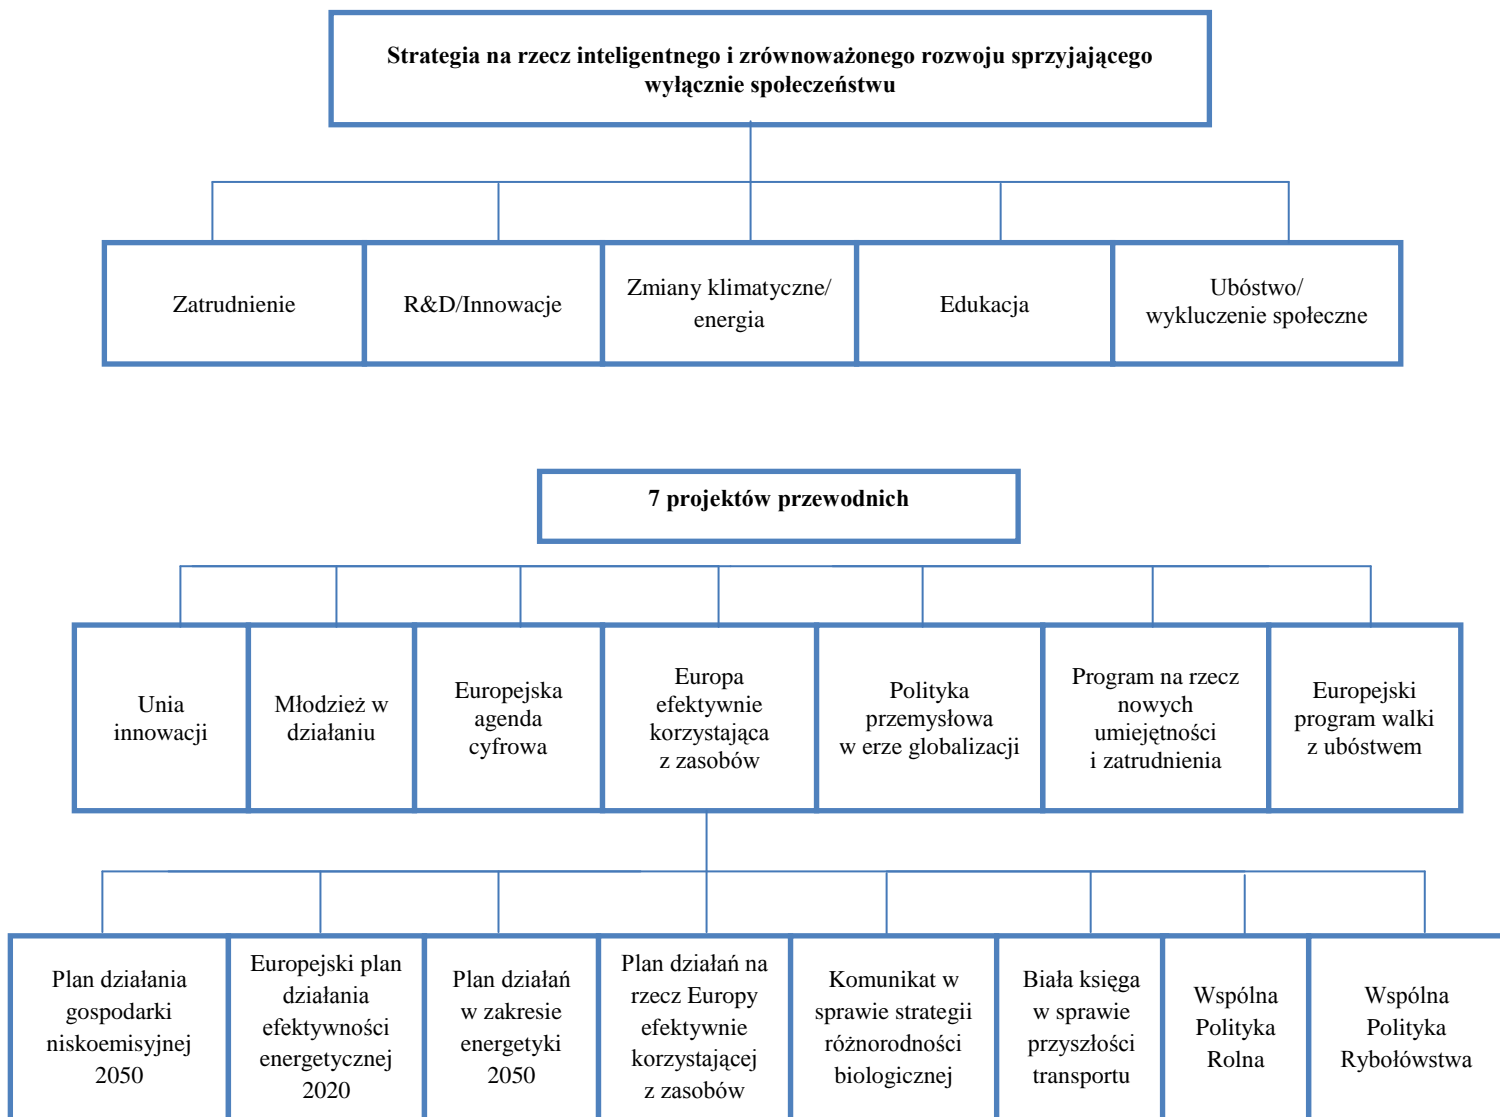 Strategia na rzecz inteligentnego i zrównoważonego rozwoju sprzyjającego
wyłącznie społeczeństwu
Zatrudnienie
R&D/Innowacje
Zmiany klimatyczne/
energia
Edukacja
Ubóstwo/
wykluczenie społeczne
7 projektów przewodnich
Unia
innowacji
Młodzież w
działaniu
Europejska
agenda
cyfrowa
Europa
efektywnie
korzystająca
z zasobów
Polityka
przemysłowa
w erze globalizacji
Program na rzecz
nowych
umiejętności
i zatrudnienia
Europejski
program walki
z ubóstwem
Plan działania
gospodarki
niskoemisyjnej
2050
Europejski plan
działania
efektywności
energetycznej
2020
Plan działań
w zakresie
energetyki
2050
Plan działań na
rzecz Europy
efektywnie
korzystającej
z zasobów
Komunikat w
sprawie strategii
różnorodności
biologicznej
Biała księga
w sprawie
przyszłości
transportu
Wspólna
Polityka
Rolna
Wspólna
Polityka
Rybołówstwa